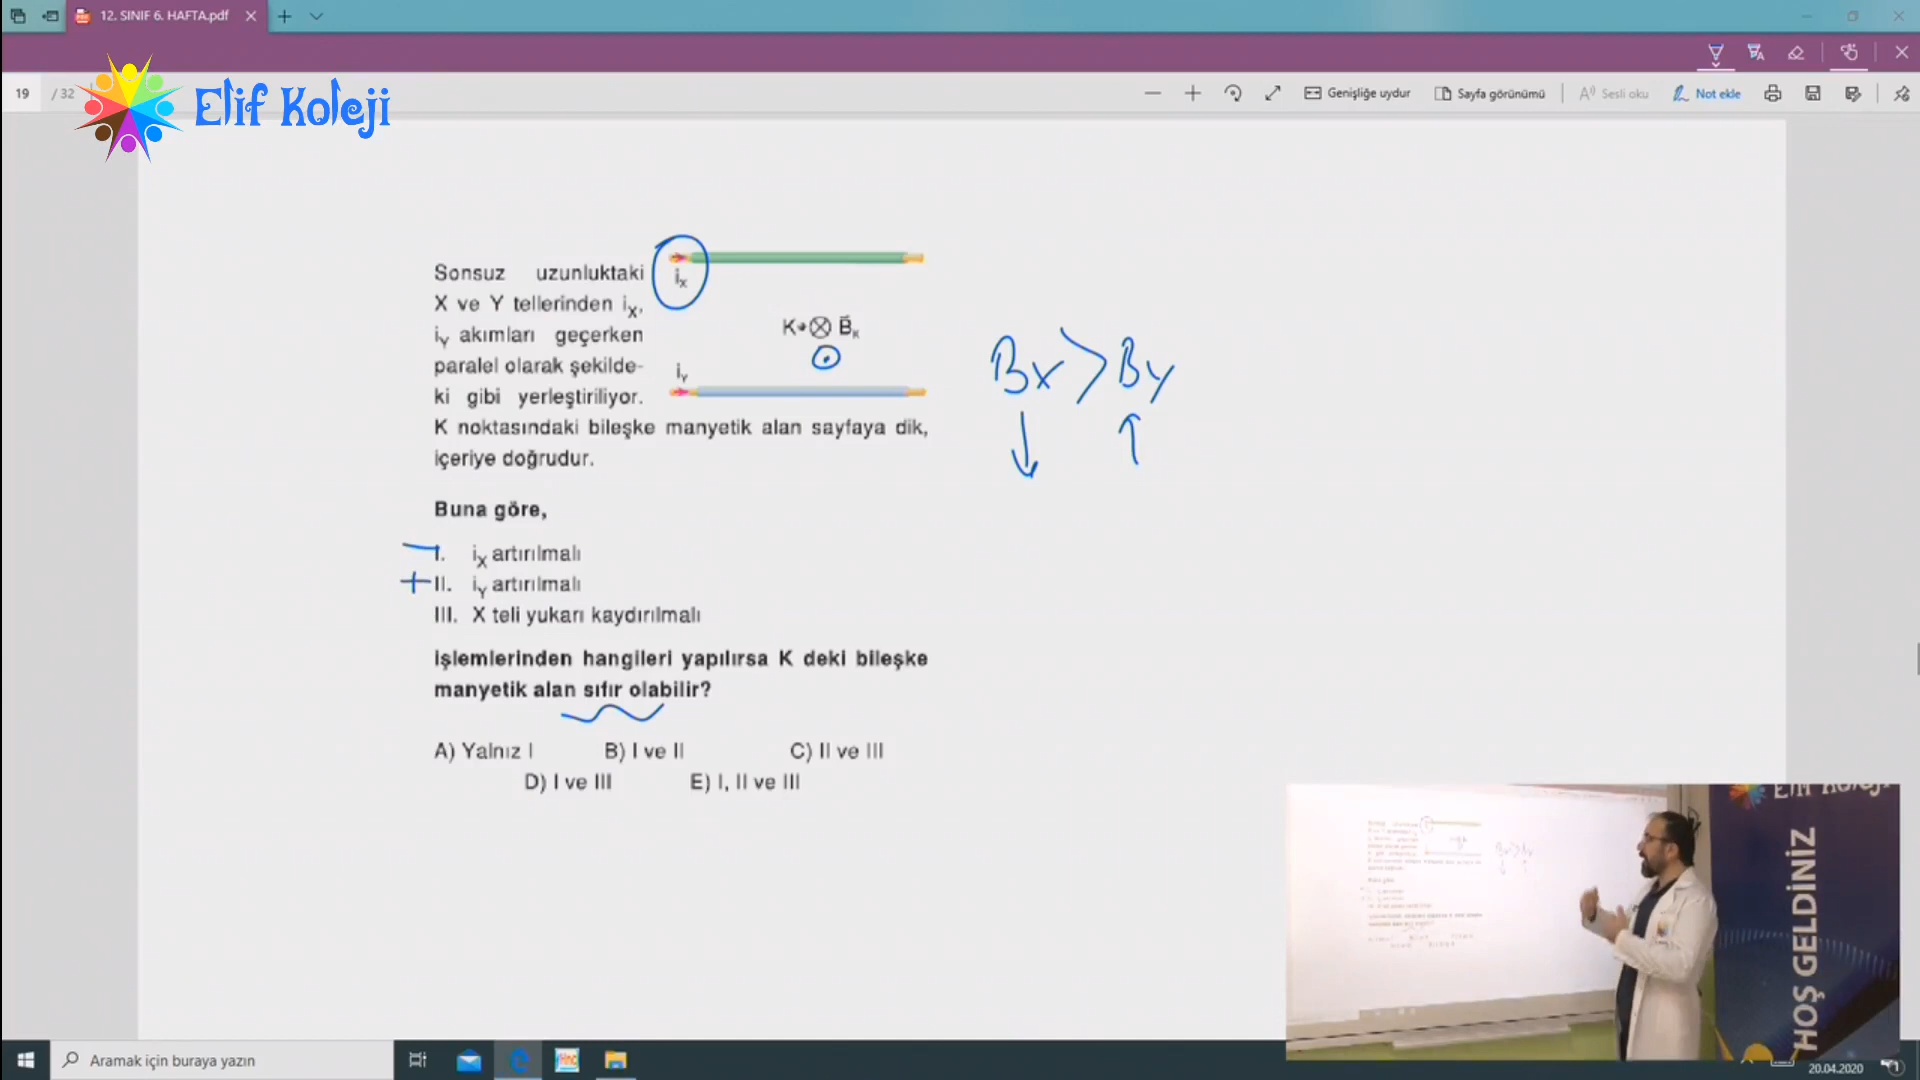 12. SINIF 6. HAFTA.pdf
19 / 32
Elif Koleji
Genişliğe uydur
Sayfa görünümü
Sesli oku
Not ekle
iX
Sonsuz uzunluktaki
X ve Y tellerinden iX,
iY akımları geçerken
paralel olarak şekilde-
ki gibi yerleştiriliyor.
K BK
iY
K noktasındaki bileşke manyetik alan sayfaya dik,
içeriye doğrudur.
Bx > By
Buna göre,
I. iX artırılmalı
II. iY artırılmalı
III. X teli yukarı kaydırılmalı
işlemlerinden hangileri yapılırsa K deki bileşke
manyetik alan sıfır olabilir?
A) Yalnız I B) I ve II C) II ve III
D) I ve III E) I, II ve III
Elif Koleji
HOŞ GELDİNİZ
Aramak için buraya yazın
20.04.2020